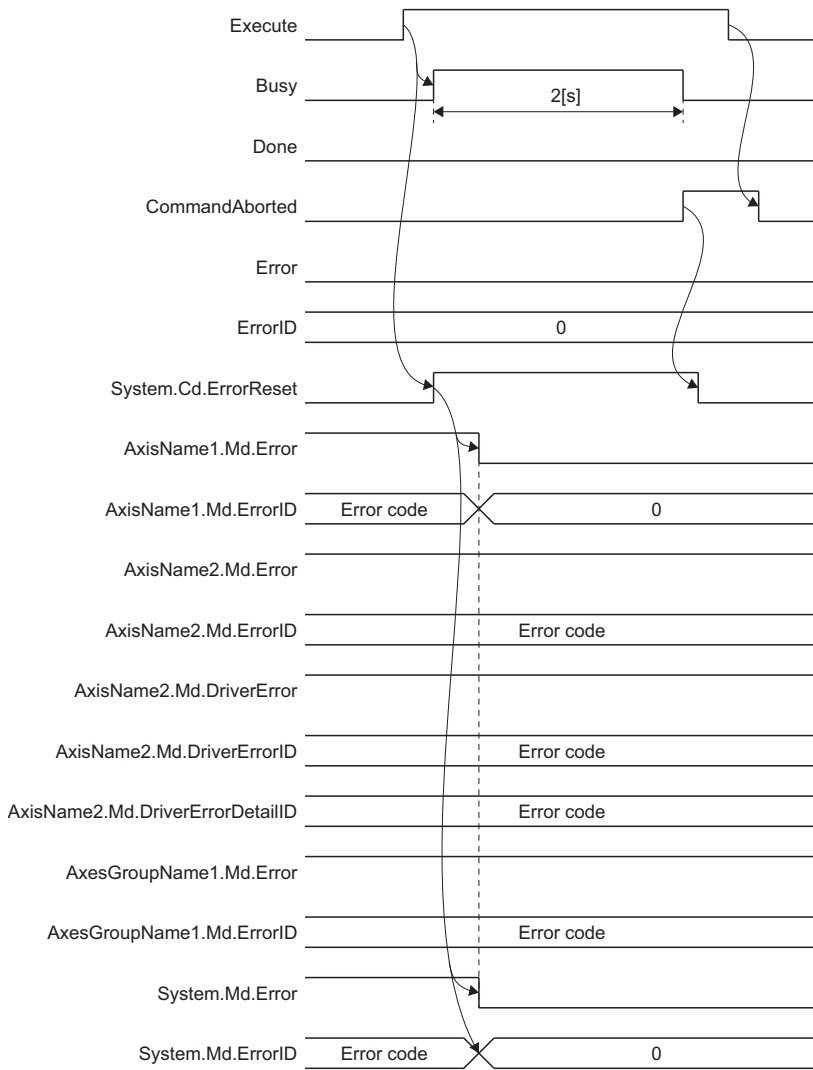 Execute
Busy
2[s]
Done
CommandAborted
Error
ErrorID
0
System.Cd.ErrorReset
AxisName1.Md.Error
AxisName1.Md.ErrorID
Error code
0
AxisName2.Md.Error
AxisName2.Md.ErrorID
Error code
AxisName2.Md.DriverError
AxisName2.Md.DriverErrorID
Error code
AxisName2.Md.DriverErrorDetailID
Error code
AxesGroupName1.Md.Error
AxesGroupName1.Md.ErrorID
Error code
System.Md.Error
System.Md.ErrorID
Error code
0